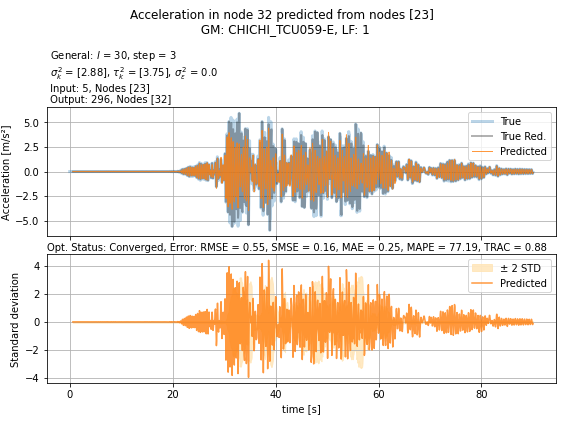 Acceleration in node 32 predicted from nodes [23]
GM: CHICHI_TCU059-E, LF: 1
General: l = 30, step = 3
σ_k² = [2.88], τ_k² = [3.75], σ_ε² = 0.0
Input: 5, Nodes [23]
Output: 296, Nodes [32]
Acceleration [m/s²]
5.0
2.5
0.0
−2.5
−5.0
True
True Red.
Predicted
Opt. Status: Converged, Error: RMSE = 0.55, SMSE = 0.16, MAE = 0.25, MAPE = 77.19, TRAC = 0.88
Standard deviation
4
2
0
−2
−4
± 2 STD
Predicted
0 20 40 60 80
time [s]